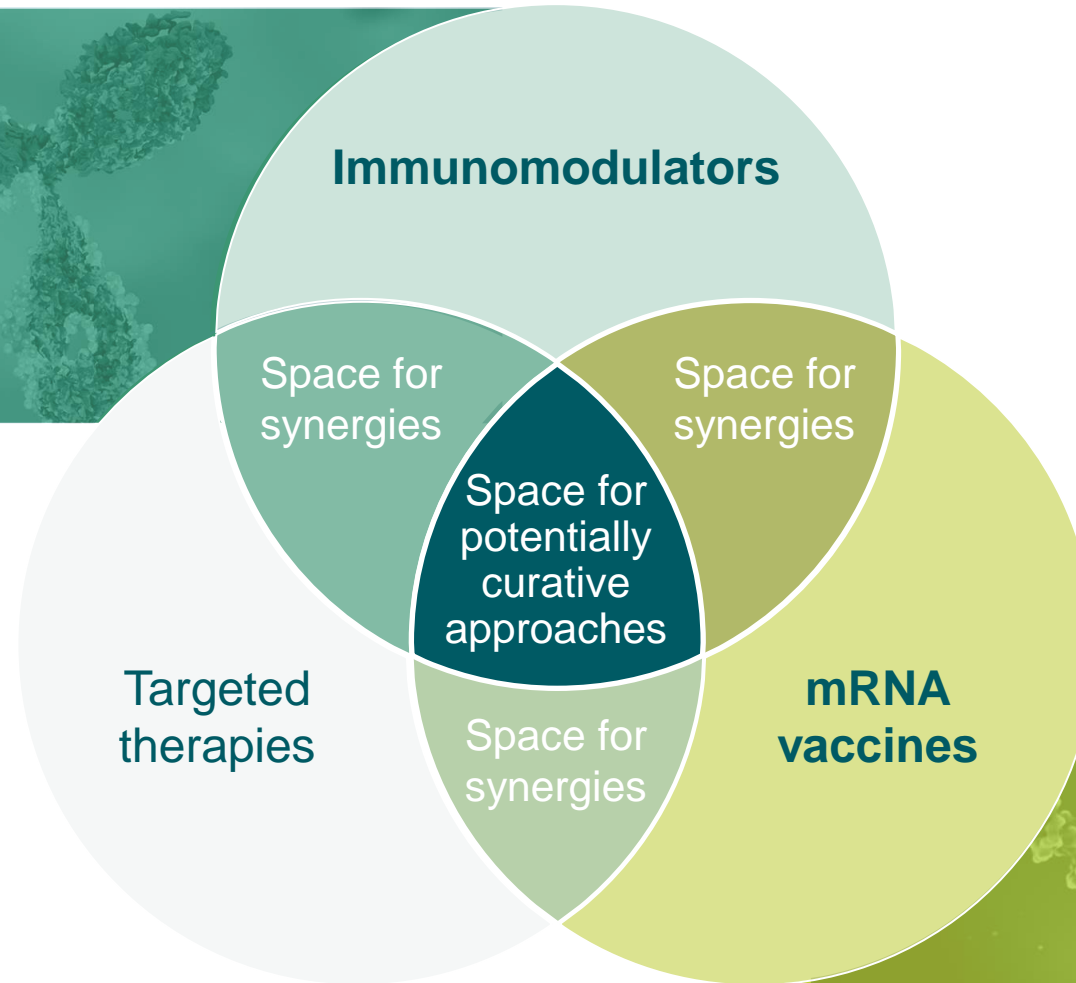 Immunomodulators
Space for
synergies
Space for
synergies
Space for
potentially
curative
approaches
Targeted
therapies
mRNA
vaccines
Space for
synergies